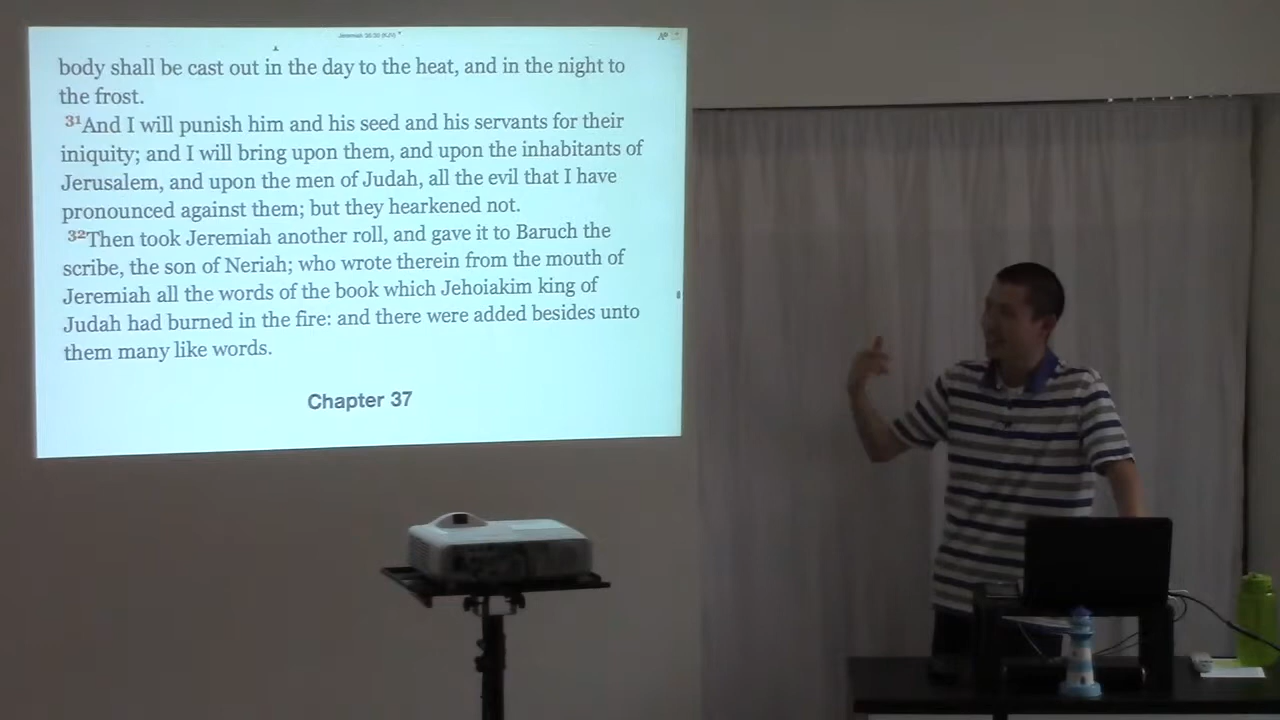 Jeremiah 36:30 (KJV)
body shall be cast out in the day to the heat, and in the night to
the frost.
31And I will punish him and his seed and his servants for their
iniquity; and I will bring upon them, and upon the inhabitants of
Jerusalem, and upon the men of Judah, all the evil that I have
pronounced against them; but they hearkened not.
32Then took Jeremiah another roll, and gave it to Baruch the
scribe, the son of Neriah; who wrote therein from the mouth of
Jeremiah all the words of the book which Jehoiakim king of
Judah had burned in the fire: and there were added besides unto
them many like words.
Chapter 37